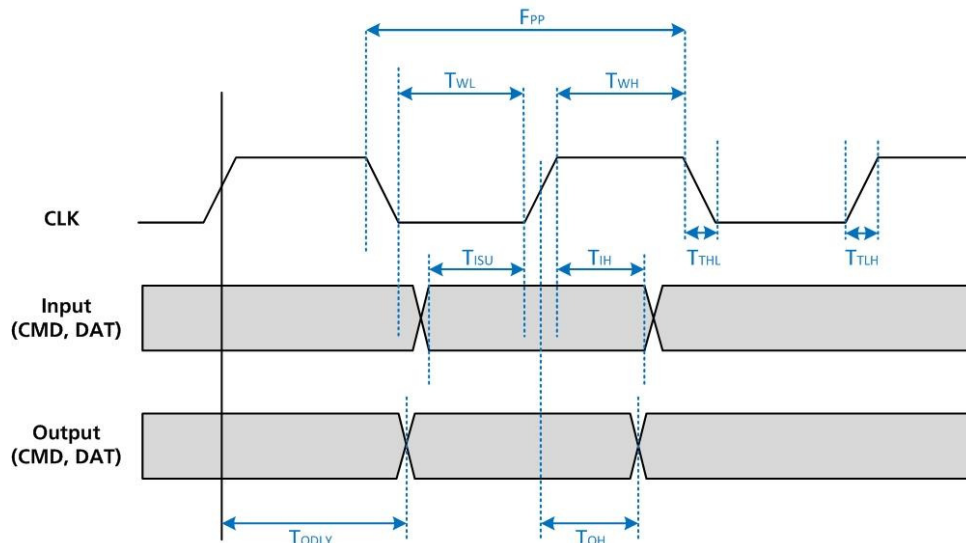 FPP
TWL
TWH
CLK
TISU
TIH
TTHL
TTLH
Input
(CMD, DAT)
Output
(CMD, DAT)
TODLY
TOH